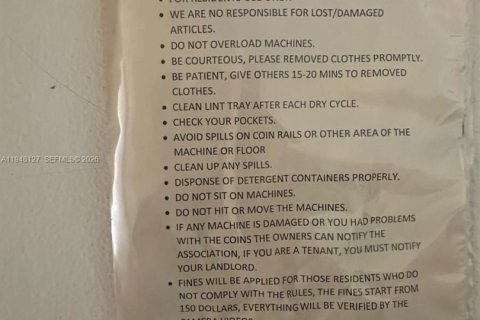 • WE ARE NO RESPONSIBLE FOR LOST/DAMAGED
ARTICLES.
• DO NOT OVERLOAD MACHINES.
• BE COURTEOUS, PLEASE REMOVED CLOTHES PROMPTLY.
• BE PATIENT, GIVE OTHERS 15-20 MINS TO REMOVED
CLOTHES.
• CLEAN LINT TRAY AFTER EACH DRY CYCLE.
• CHECK YOUR POCKETS.
• AVOID SPILLS ON COIN RAILS OR OTHER AREA OF THE
MACHINE OR FLOOR
• CLEAN UP ANY SPILLS.
A11948127 SEFMLS© 2026
• DISPONSE OF DETERGENT CONTAINERS PROPERLY.
• DO NOT SIT ON MACHINES.
• DO NOT HIT OR MOVE THE MACHINES.
• IF ANY MACHINE IS DAMAGED OR YOU HAD PROBLEMS
WITH THE COINS THE OWNERS CAN NOTIFY THE
ASSOCIATION, IF YOU ARE A TENANT, YOU MUST NOTIFY
YOUR LANDLORD.
• FINES WILL BE APPLIED FOR THOSE RESIDENTS WHO DO
NOT COMPLY WITH THE RULES, THE FINES START FROM
150 DOLLARS, EVERYTHING WILL BE VERIFIED BY THE